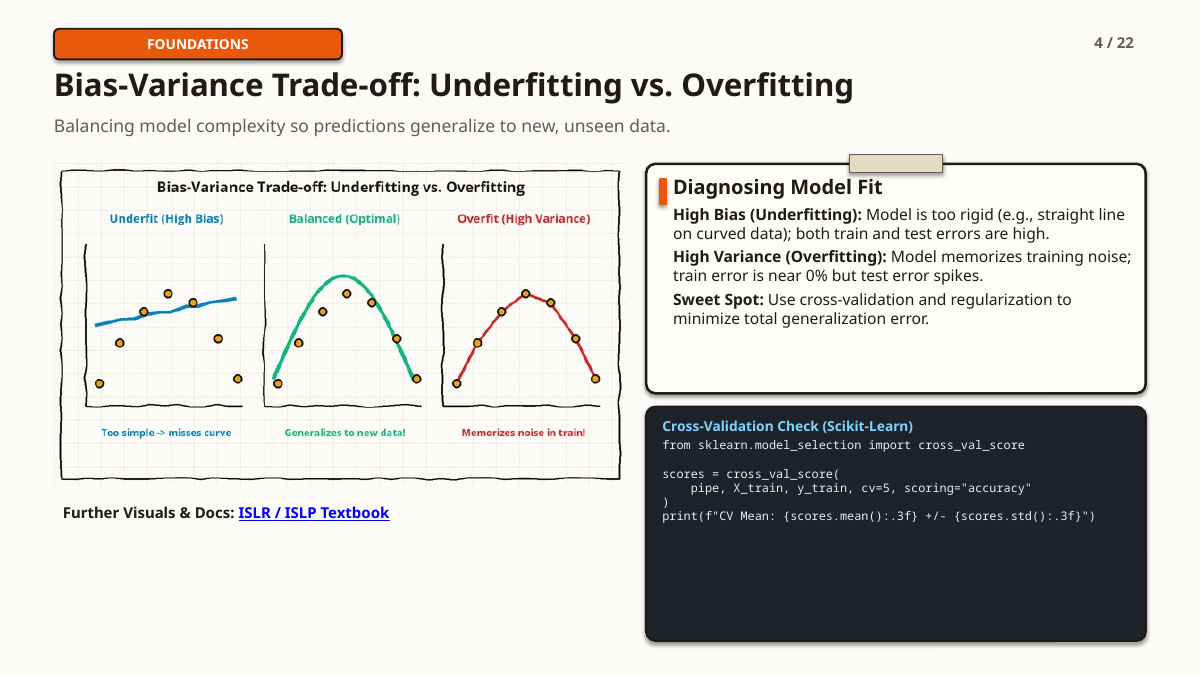 FOUNDATIONS
4 / 22
Bias-Variance Trade-off: Underfitting vs. Overfitting
Balancing model complexity so predictions generalize to new, unseen data.
Bias-Variance Trade-off: Underfitting vs. Overfitting
Underfit (High Bias)
Balanced (Optimal)
Overfit (High Variance)
Too simple -> misses curve
Generalizes to new data!
Memorizes noise in train!
Further Visuals & Docs: ISLR / ISLP Textbook
Diagnosing Model Fit
High Bias (Underfitting): Model is too rigid (e.g., straight line
on curved data); both train and test errors are high.
High Variance (Overfitting): Model memorizes training noise;
train error is near 0% but test error spikes.
Sweet Spot: Use cross-validation and regularization to
minimize total generalization error.
Cross-Validation Check (Scikit-Learn)
from sklearn.model_selection import cross_val_score
scores = cross_val_score(
    pipe, X_train, y_train, cv=5, scoring="accuracy"
)
print(f"CV Mean: {scores.mean():.3f} +/- {scores.std():.3f}")